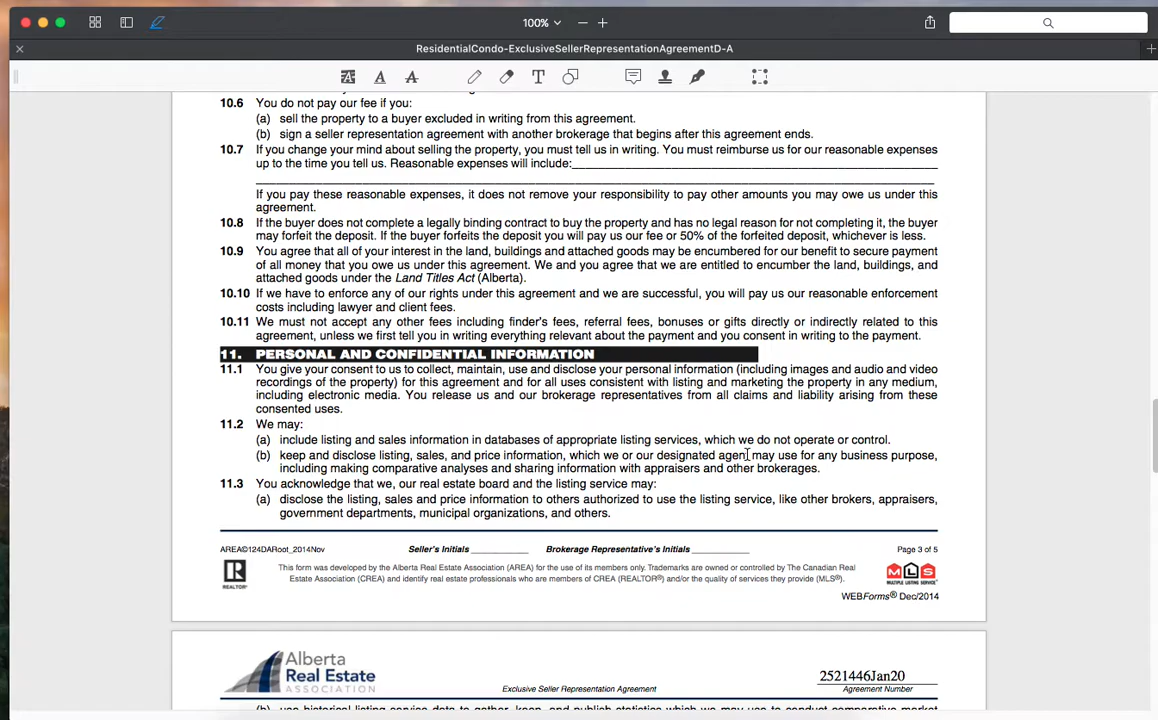 100%
ResidentialCondo-ExclusiveSellerRepresentationAgreementD-A
10.6 You do not pay our fee if you:
(a) sell the property to a buyer excluded in writing from this agreement.
(b) sign a seller representation agreement with another brokerage that begins after this agreement ends.
10.7 If you change your mind about selling the property, you must tell us in writing. You must reimburse us for our reasonable expenses
up to the time you tell us. Reasonable expenses will include:
If you pay these reasonable expenses, it does not remove your responsibility to pay other amounts you may owe us under this
agreement.
10.8 If the buyer does not complete a legally binding contract to buy the property and has no legal reason for not completing it, the buyer
may forfeit the deposit. If the buyer forfeits the deposit you will pay us our fee or 50% of the forfeited deposit, whichever is less.
10.9 You agree that all of your interest in the land, buildings and attached goods may be encumbered for our benefit to secure payment
of all money that you owe us under this agreement. We and you agree that we are entitled to encumber the land, buildings, and
attached goods under the Land Titles Act (Alberta).
10.10 If we have to enforce any of our rights under this agreement and we are successful, you will pay us our reasonable enforcement
costs including lawyer and client fees.
10.11 We must not accept any other fees including finder's fees, referral fees, bonuses or gifts directly or indirectly related to this
agreement, unless we first tell you in writing everything relevant about the payment and you consent in writing to the payment.
11. PERSONAL AND CONFIDENTIAL INFORMATION
11.1 You give your consent to us to collect, maintain, use and disclose your personal information (including images and audio and video
recordings of the property) for this agreement and for all uses consistent with listing and marketing the property in any medium,
including electronic media. You release us and our brokerage representatives from all claims and liability arising from these
consented uses.
11.2 We may:
(a) include listing and sales information in databases of appropriate listing services, which we do not operate or control.
(b) keep and disclose listing, sales, and price information, which we or our designated agent may use for any business purpose,
including making comparative analyses and sharing information with appraisers and other brokerages.
11.3 You acknowledge that we, our real estate board and the listing service may:
(a) disclose the listing, sales and price information to others authorized to use the listing service, like other brokers, appraisers,
government departments, municipal organizations, and others.
AREA©124DARoot_2014Nov Seller's Initials __________ Brokerage Representative's Initials __________ Page 3 of 5
REALTOR®
This form was developed by the Alberta Real Estate Association (AREA) for the use of its members only. Trademarks are owned or controlled by The Canadian Real
Estate Association (CREA) and identify real estate professionals who are members of CREA (REALTOR®) and/or the quality of services they provide (MLS®).
MLS
MULTIPLE LISTING SERVICE®
WEBForms® Dec/2014
Alberta
Real Estate
ASSOCIATION
Exclusive Seller Representation Agreement
2521446Jan20
Agreement Number
(b) use historical listing service data to gather, keep, and publish statistics which we may use to conduct comparative market